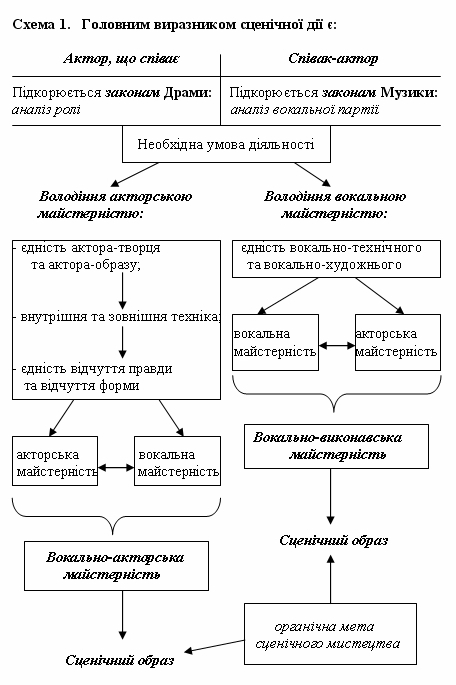 Схема 1. Головним виразником сценічної дії є:
Актор, що співає
Співак-актор
Підкорюється законам Драми:
аналіз ролі
Підкорюється законам Музики:
аналіз вокальної партії
Необхідна умова діяльності
Володіння акторською
майстерністю:
Володіння вокальною
майстерністю:
- єдність актора-творця
та актора-образу;
- внутрішня та зовнішня техніка;
- єдність відчуття правди
та відчуття форми
єдність вокально-технічного
та вокально-художнього
вокальна
майстерність
акторська
майстерність
акторська
майстерність
вокальна
майстерність
Вокально-виконавська
майстерність
Вокально-акторська
майстерність
Сценічний образ
органічна мета
сценічного мистецтва
Сценічний образ